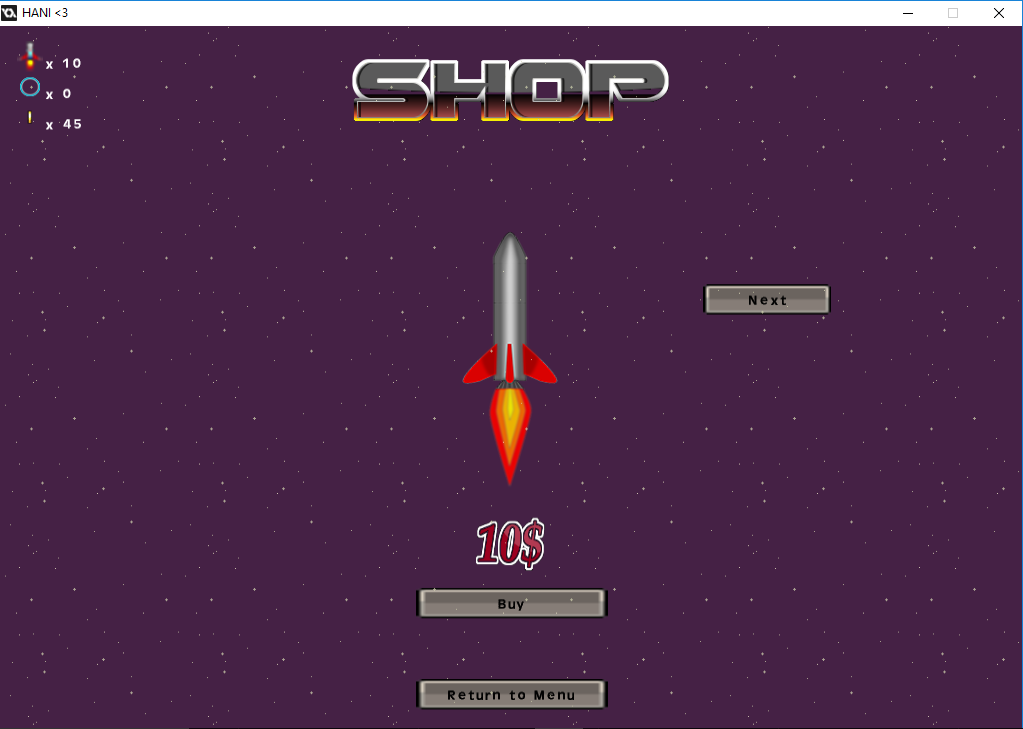 HANI <3
x 10
x 0
x 45
SHOP
Next
10$
Buy
Return to Menu